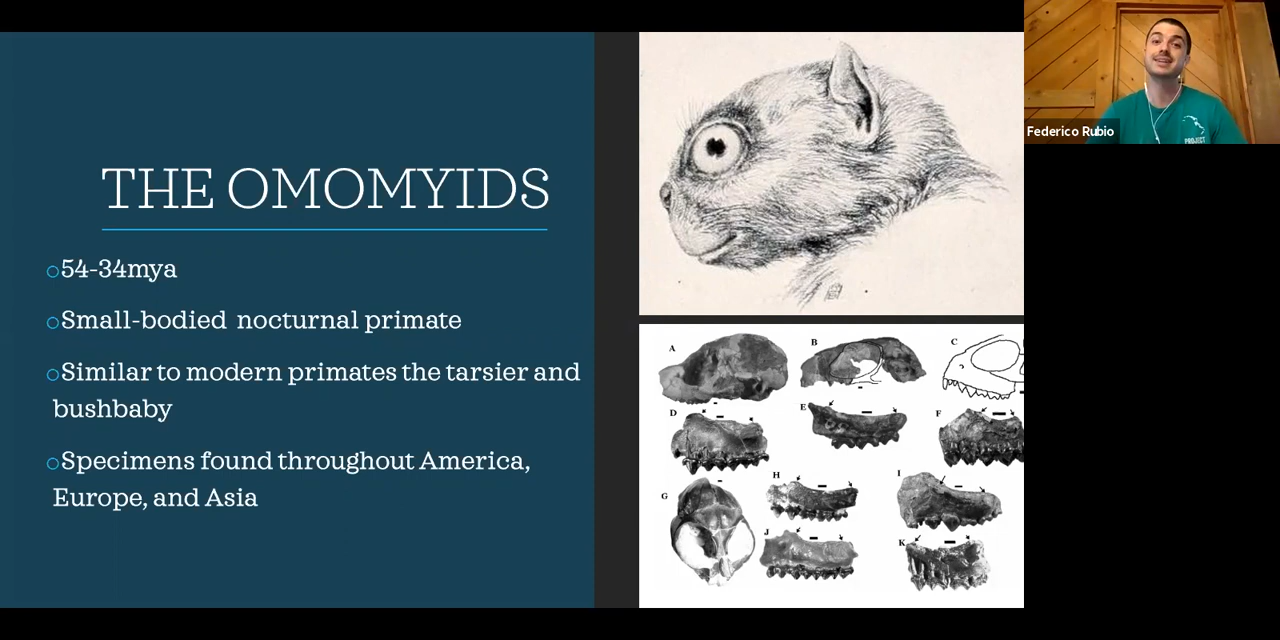 THE OMOMYIDS
54-34mya
Small-bodied nocturnal primate
Similar to modern primates the tarsier and
bushbaby
Specimens found throughout America,
Europe, and Asia
A
B
C
D
E
F
G
H
I
J
K
Federico Rubio
PROJECT